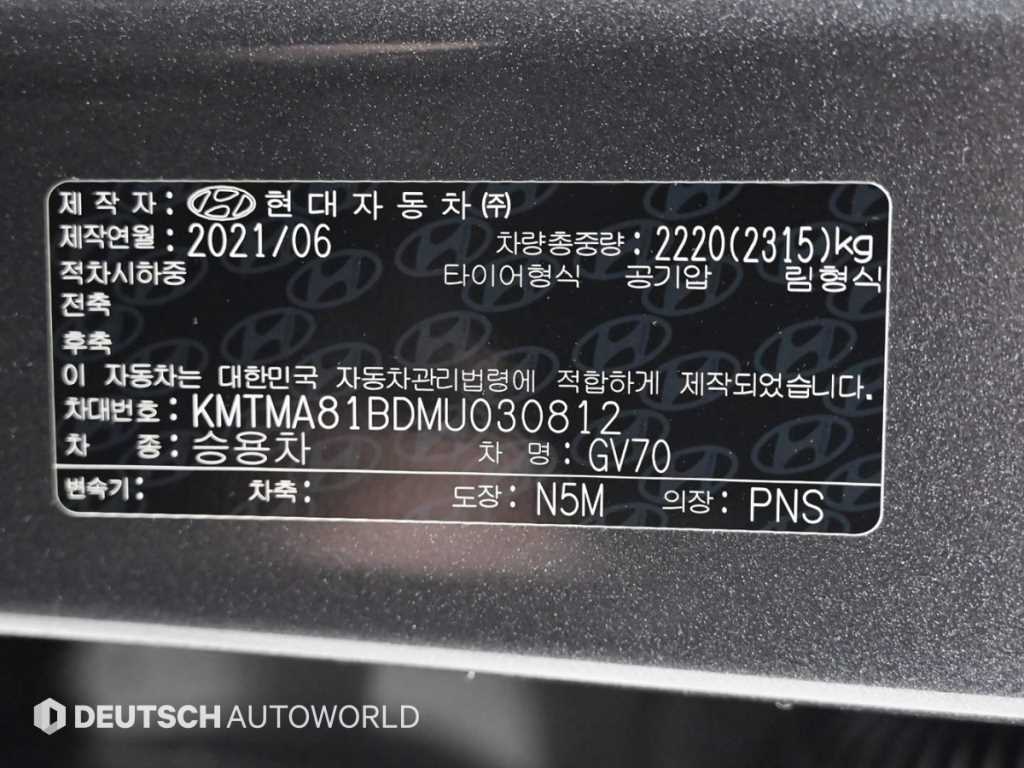 제 작 자 : 현대자동차㈜
제작연월 : 2021/06 차량총중량 : 2220(2315)kg
적차시하중 타이어형식 공기압 림형식
전축
후축
이 자동차는 대한민국 자동차관리법령에 적합하게 제작되었습니다.
차대번호 : KMTMA81BDMU030812
차 종 : 승용차 차 명 : GV70
변속기 : 차축 : 도장 : N5M 의장 : PNS
DEUTSCH AUTOWORLD